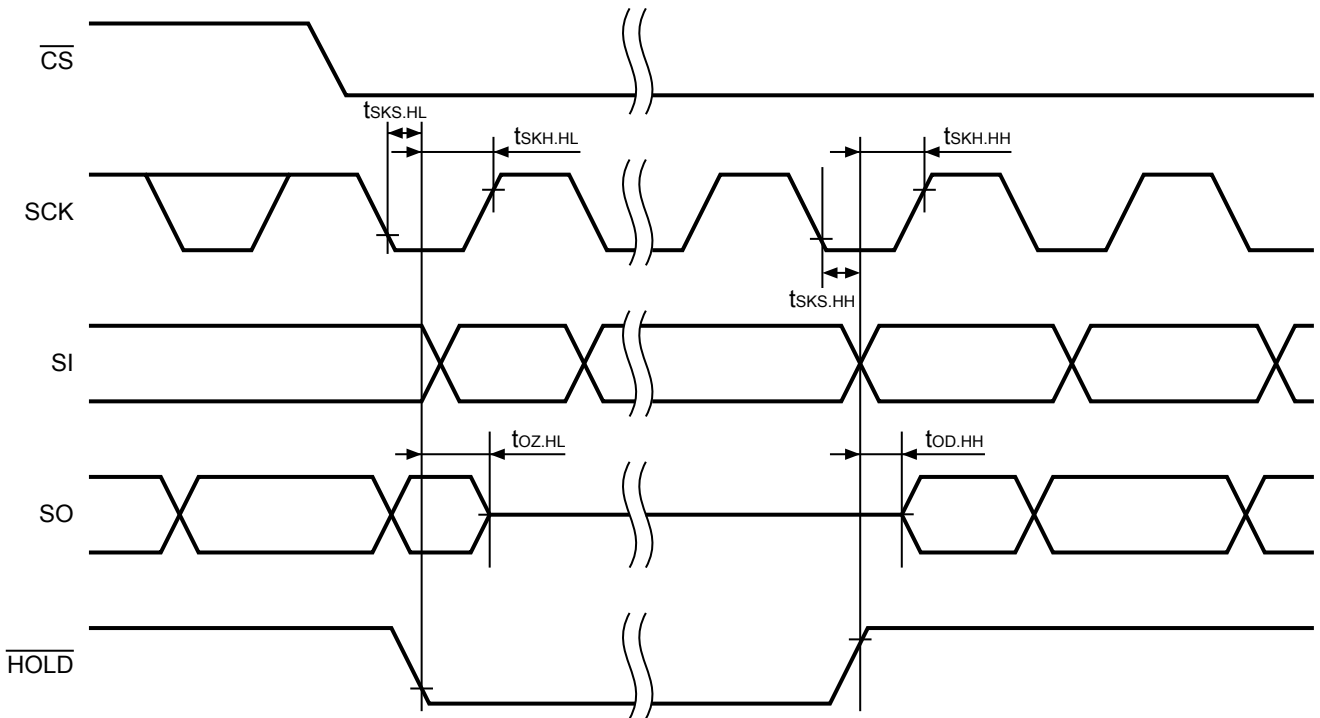 CS
tSKS.HL
tSKH.HL
tSKH.HH
SCK
tSKS.HH
SI
tOZ.HL
tOD.HH
SO
HOLD